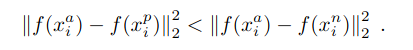 $\|f(x_i^a) - f(x_i^p)\|_2^2 < \|f(x_i^a) - f(x_i^n)\|_2^2$ .